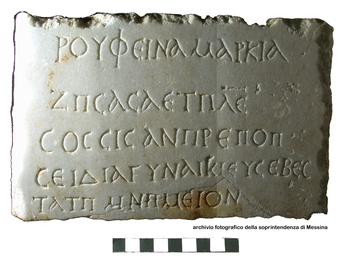 ΡΟΥΦΕΙΝΑ ΜΑΡΚΙΑ
ΖΗΣΑΣΑ ΕΤΗ ΛΕ
ΣΟΣΣΙΣ ΑΝΗΡ ΕΠΟΗ
ΣΕ ΙΔΙΑ ΓΥΝΑΙΚΙ ΕΥΣΕΒΕΣ
ΤΑΤΗ ΜΝΗΜΕΙΟΝ
archivio fotografico della soprintendenza di Messina